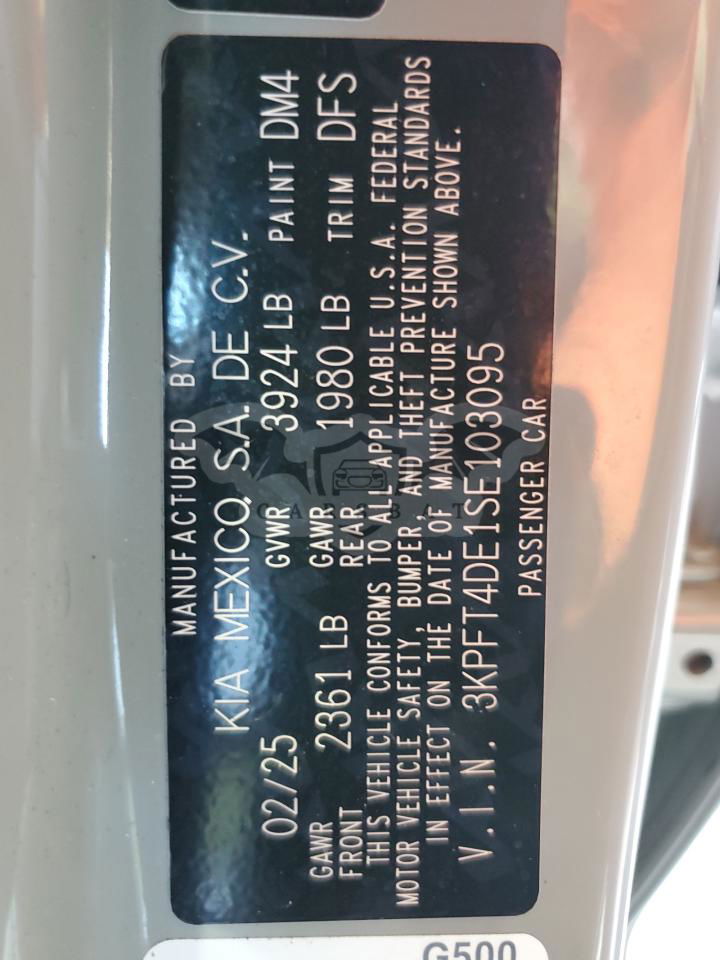 MANUFACTURED BY
KIA MEXICO, S.A. DE C.V.
02/25 GVWR 3924 LB PAINT DM4
GAWR FRONT 2361 LB GAWR REAR 1980 LB TRIM DFS
THIS VEHICLE CONFORMS TO ALL APPLICABLE U.S.A. FEDERAL
MOTOR VEHICLE SAFETY, BUMPER, AND THEFT PREVENTION STANDARDS
IN EFFECT ON THE DATE OF MANUFACTURE SHOWN ABOVE.
V.I.N. 3KPFT4DE1SE103095
PASSENGER CAR
CARSBAT
G500